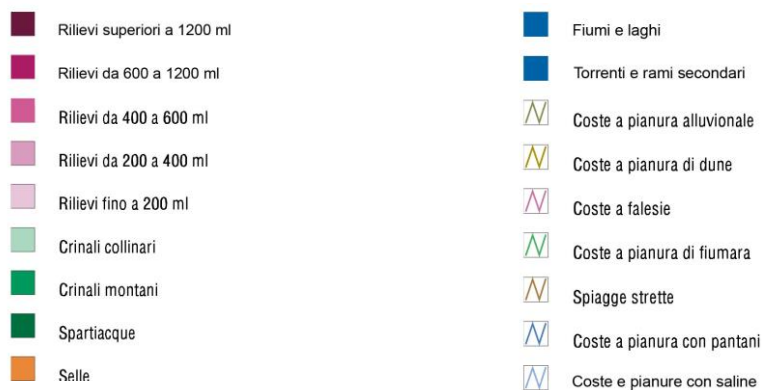 Rilievi superiori a 1200 ml
Rilievi da 600 a 1200 ml
Rilievi da 400 a 600 ml
Rilievi da 200 a 400 ml
Rilievi fino a 200 ml
Crinali collinari
Crinali montani
Spartiacque
Selle
Fiumi e laghi
Torrenti e rami secondari
Coste a pianura alluvionale
Coste a pianura di dune
Coste a falesie
Coste a pianura di fiumara
Spiagge strette
Coste a pianura con pantani
Coste e pianure con saline